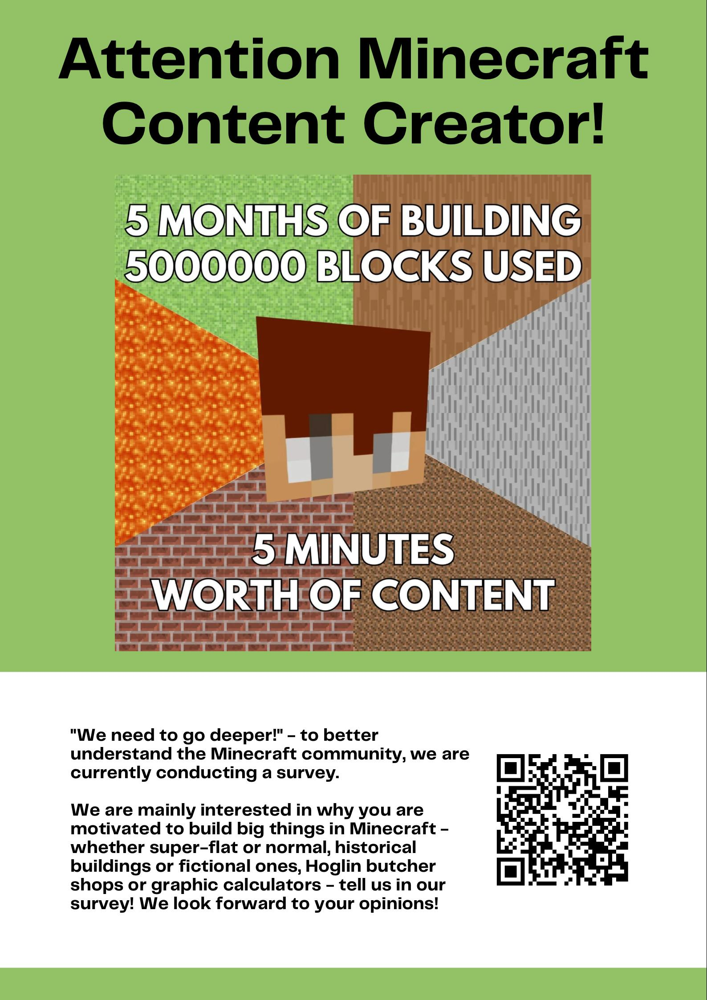 Attention Minecraft
Content Creator!
5 MONTHS OF BUILDING
5000000 BLOCKS USED
5 MINUTES
WORTH OF CONTENT
"We need to go deeper!" – to better
understand the Minecraft community, we are
currently conducting a survey.
We are mainly interested in why you are
motivated to build big things in Minecraft –
whether super–flat or normal, historical
buildings or fictional ones, Hoglin butcher
shops or graphic calculators – tell us in our
survey! We look forward to your opinions!